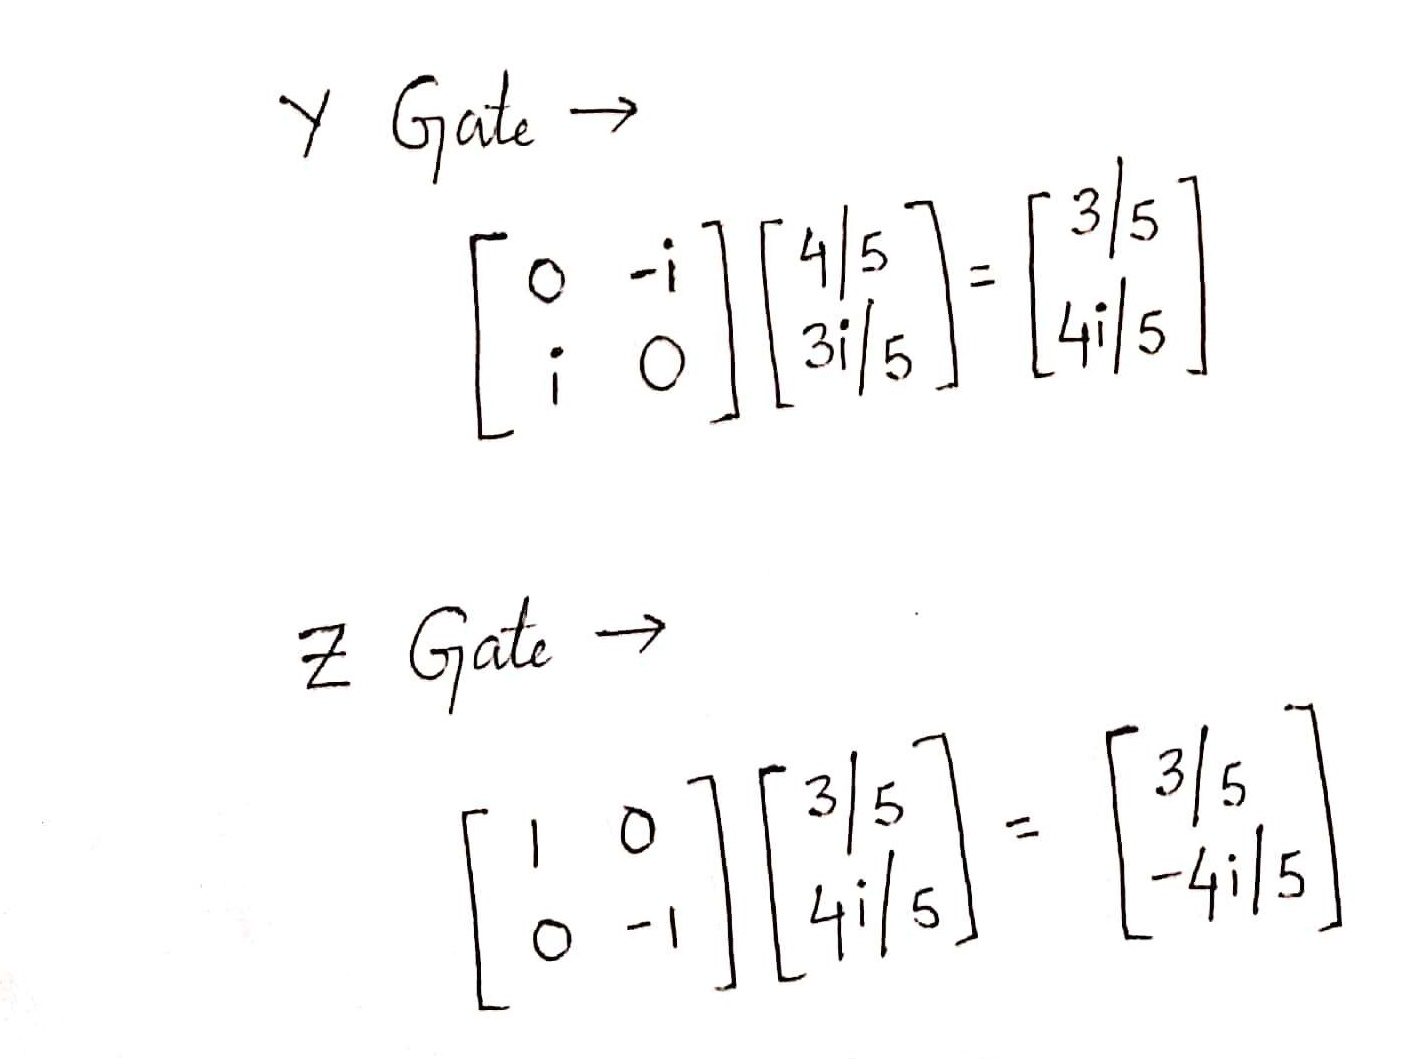 Y Gate →
[0 -i
i 0] [4/5
3i/5] = [3/5
4i/5]
Z Gate →
[1 0
0 -1] [3/5
4i/5] = [3/5
-4i/5]